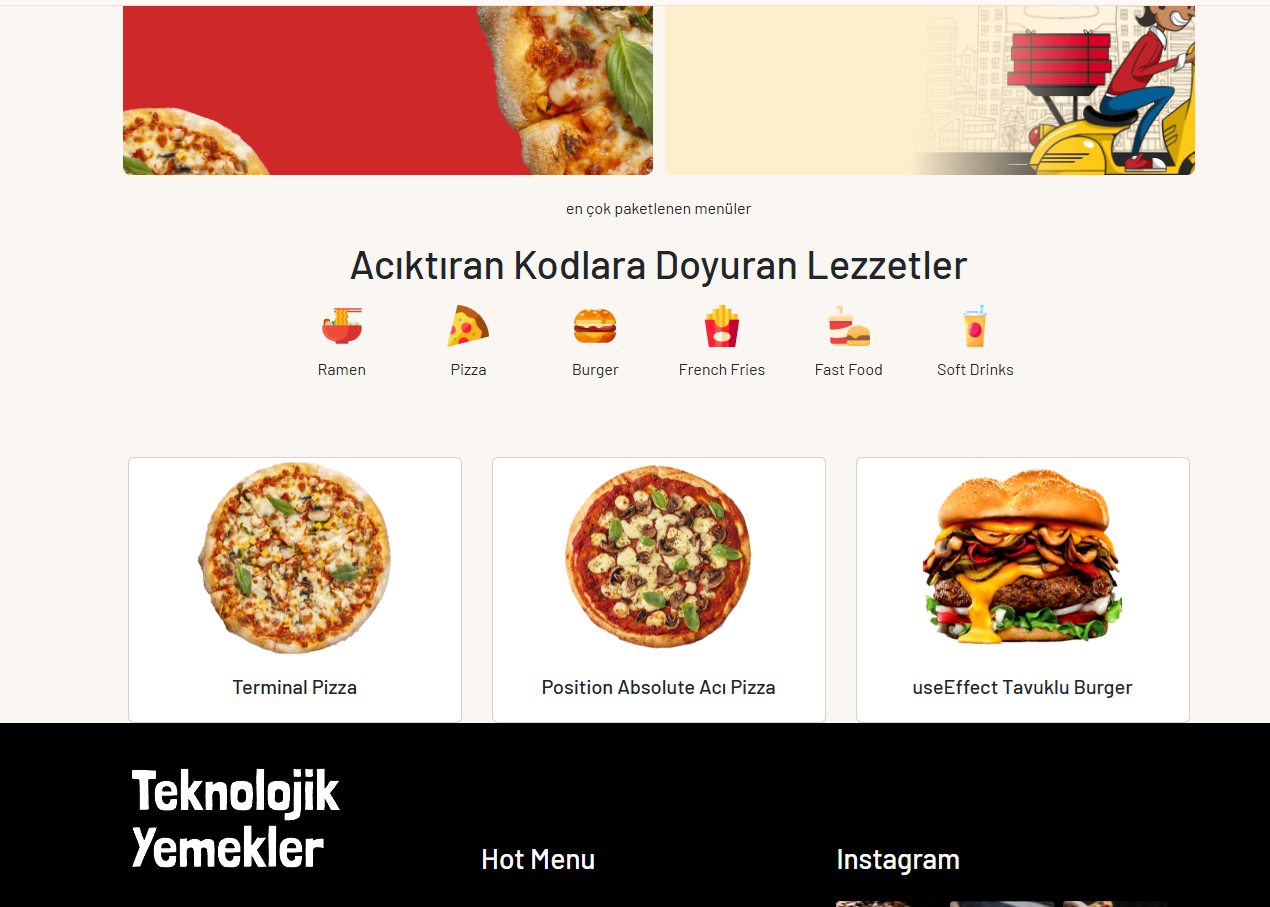 en çok paketlenen menüler
Acıktıran Kodlara Doyuran Lezzetler
Ramen
Pizza
Burger
French Fries
Fast Food
Soft Drinks
Terminal Pizza
Position Absolute Acı Pizza
useEffect Tavuklu Burger
Teknolojik
Yemekler
Hot Menu
Instagram